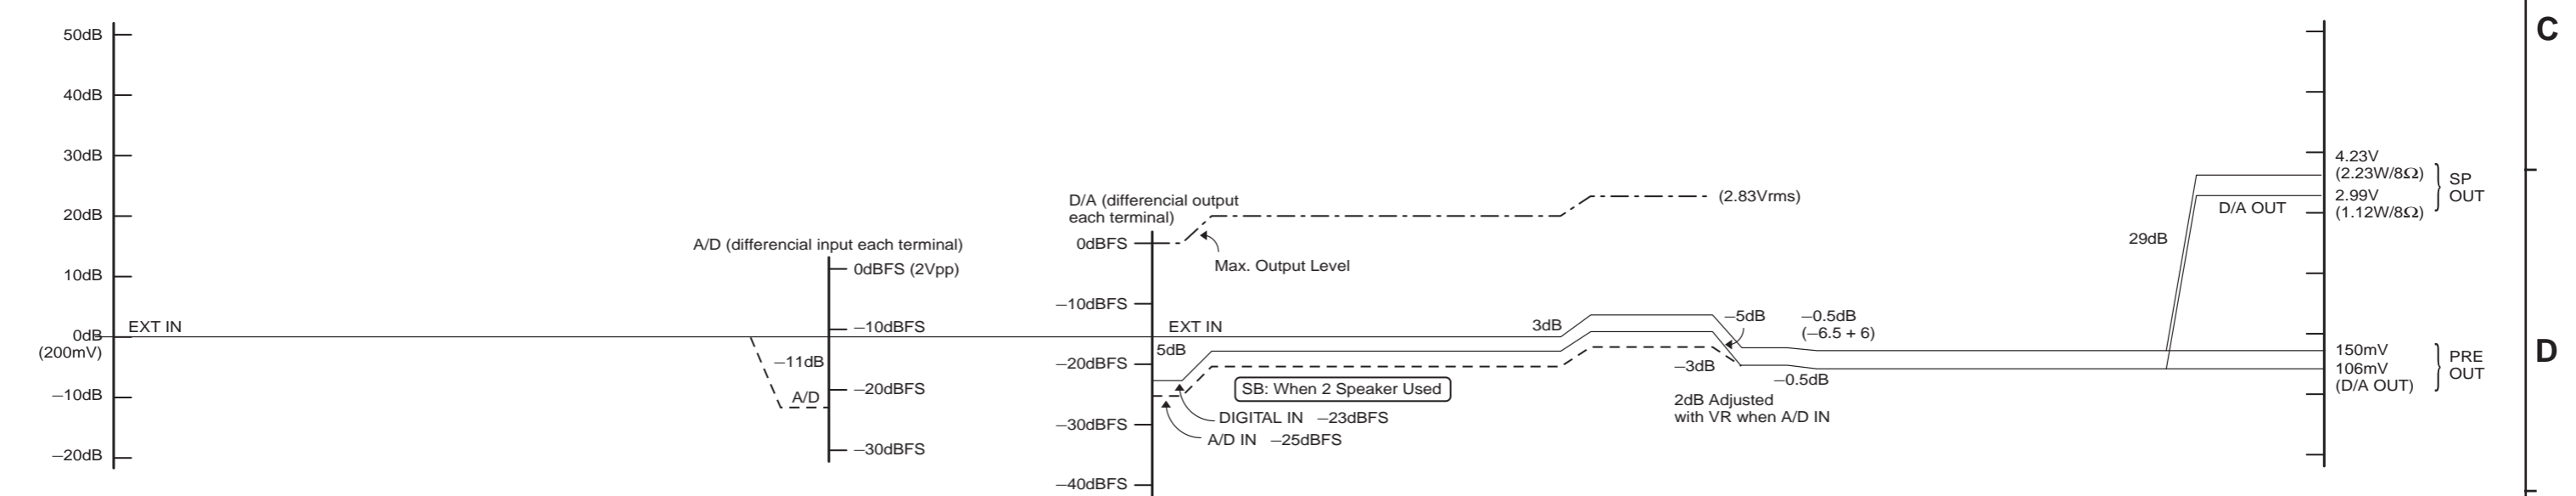 C
50dB
40dB
30dB
20dB
10dB
0dB
(200mV)
−10dB
−20dB
EXT IN
A/D (differencial input each terminal)
0dBFS (2Vpp)
−10dBFS
−20dBFS
−30dBFS
−11dB
A/D
D/A (differencial output
each terminal)
0dBFS
−10dBFS
−20dBFS
−30dBFS
−40dBFS
Max. Output Level
(2.83Vrms)
EXT IN
5dB
SB: When 2 Speaker Used
DIGITAL IN −23dBFS
A/D IN −25dBFS
3dB
−5dB
−0.5dB
(−6.5 + 6)
−3dB
−0.5dB
2dB Adjusted
with VR when A/D IN
29dB
D/A OUT
4.23V
(2.23W/8Ω)
2.99V
(1.12W/8Ω)
SP
OUT
150mV
106mV
(D/A OUT)
PRE
OUT
D